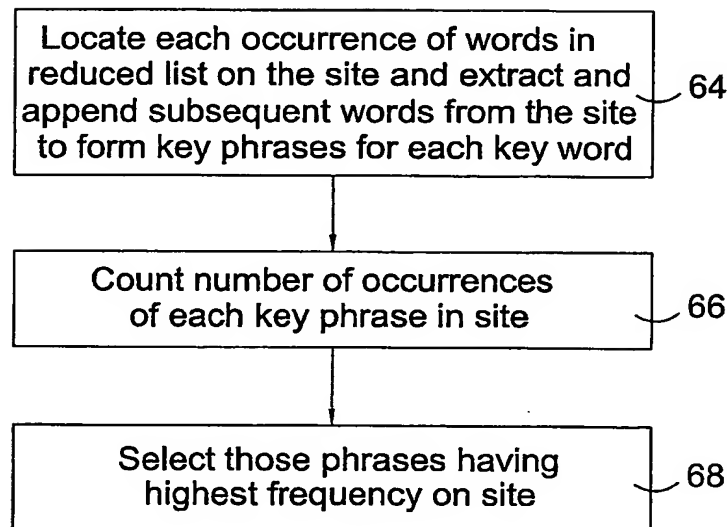 Locate each occurrence of words in
reduced list on the site and extract and
append subsequent words from the site
to form key phrases for each key word
64
Count number of occurrences
of each key phrase in site
66
Select those phrases having
highest frequency on site
68